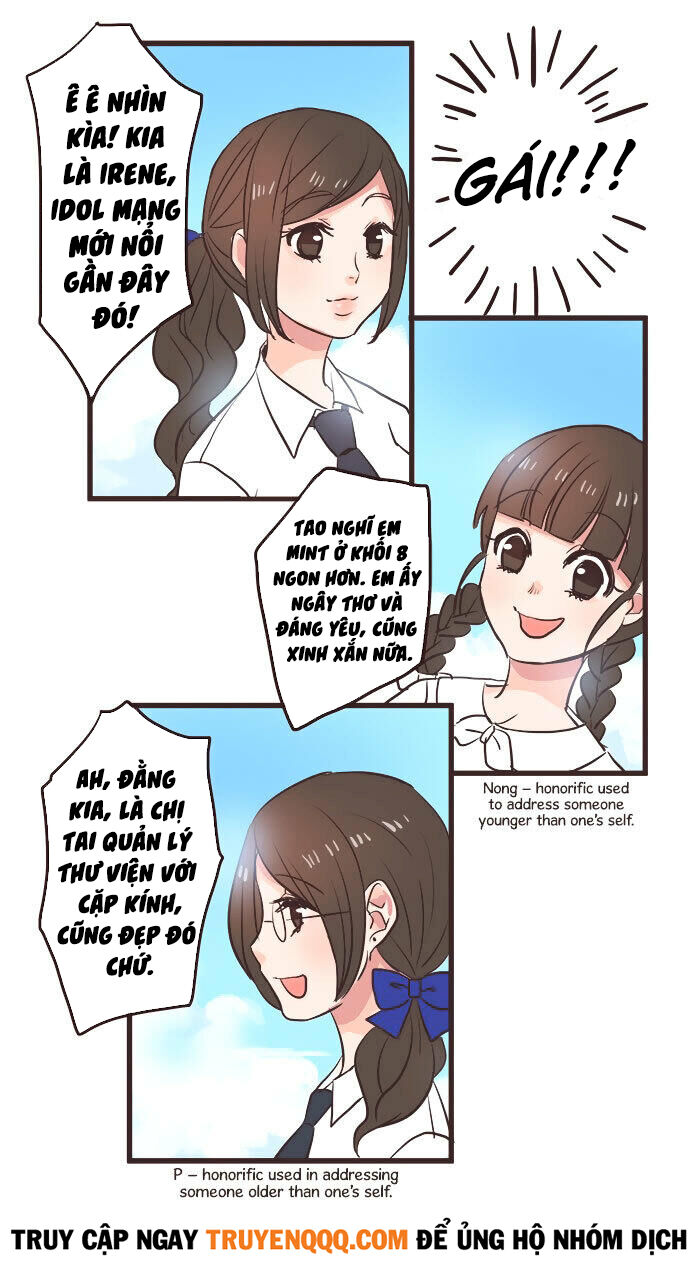 Ê Ê NHÌN
KÌA! KIA
LÀ IRENE,
IDOL MẠNG
MỚI NỔI
GẦN ĐÂY
ĐÓ!
GÁI!!!
TAO NGHĨ EM
MINT Ở KHỐI 8
NGON HƠN. EM ẤY
NGÂY THƠ VÀ
ĐÁNG YÊU, CŨNG
XINH XẮN NỮA.
Nong – honorific used
to address someone
younger than one's self.
AH, ĐẰNG
KIA, LÀ CHỊ
TAI QUẢN LÝ
THƯ VIỆN VỚI
CẶP KÍNH,
CŨNG ĐẸP ĐÓ
CHỨ.
P – honorific used in addressing
someone older than one's self.
TRUY CẬP NGAY TRUYENQQQ.COM ĐỂ ỦNG HỘ NHÓM DỊCH